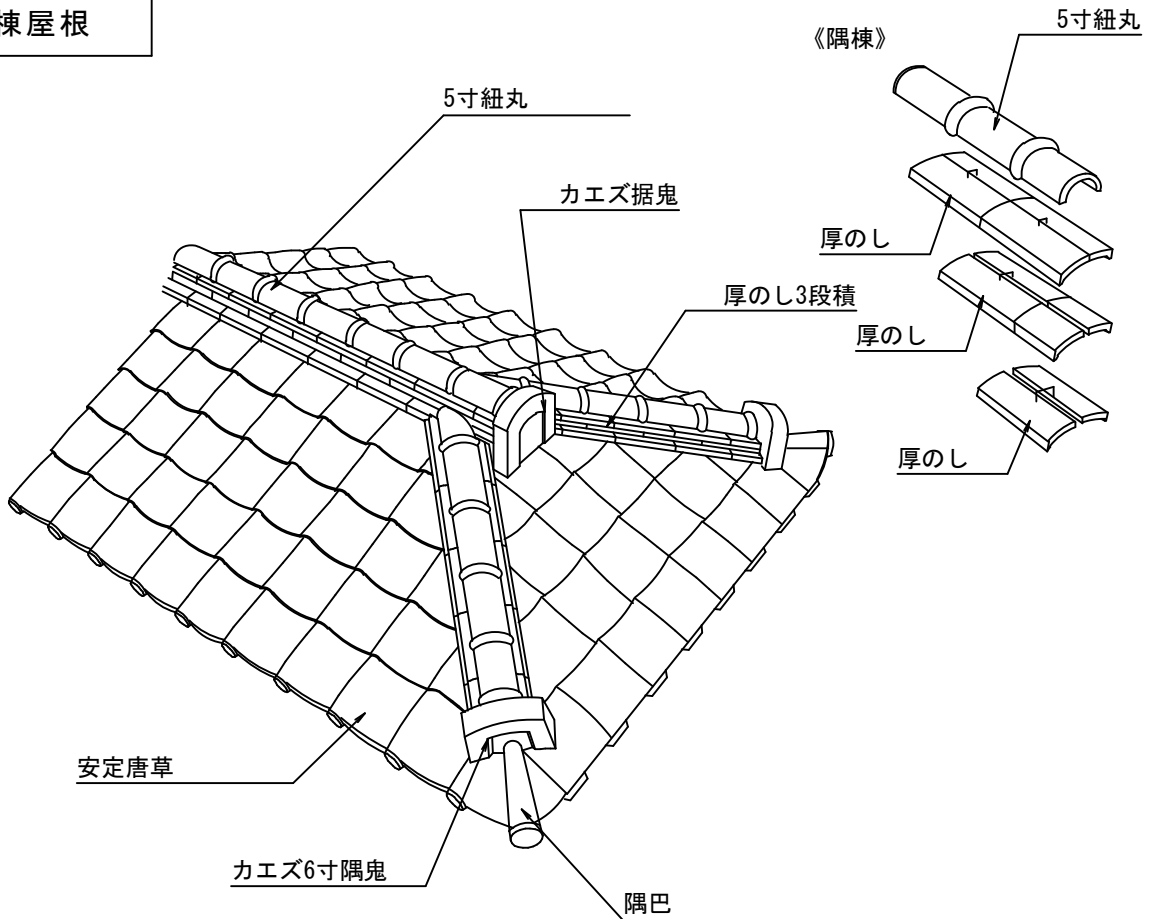 棟屋根
《隅棟》
5寸紐丸
5寸紐丸
カエズ据鬼
厚のし
厚のし3段積
厚のし
厚のし
安定唐草
カエズ6寸隅鬼
隅巴